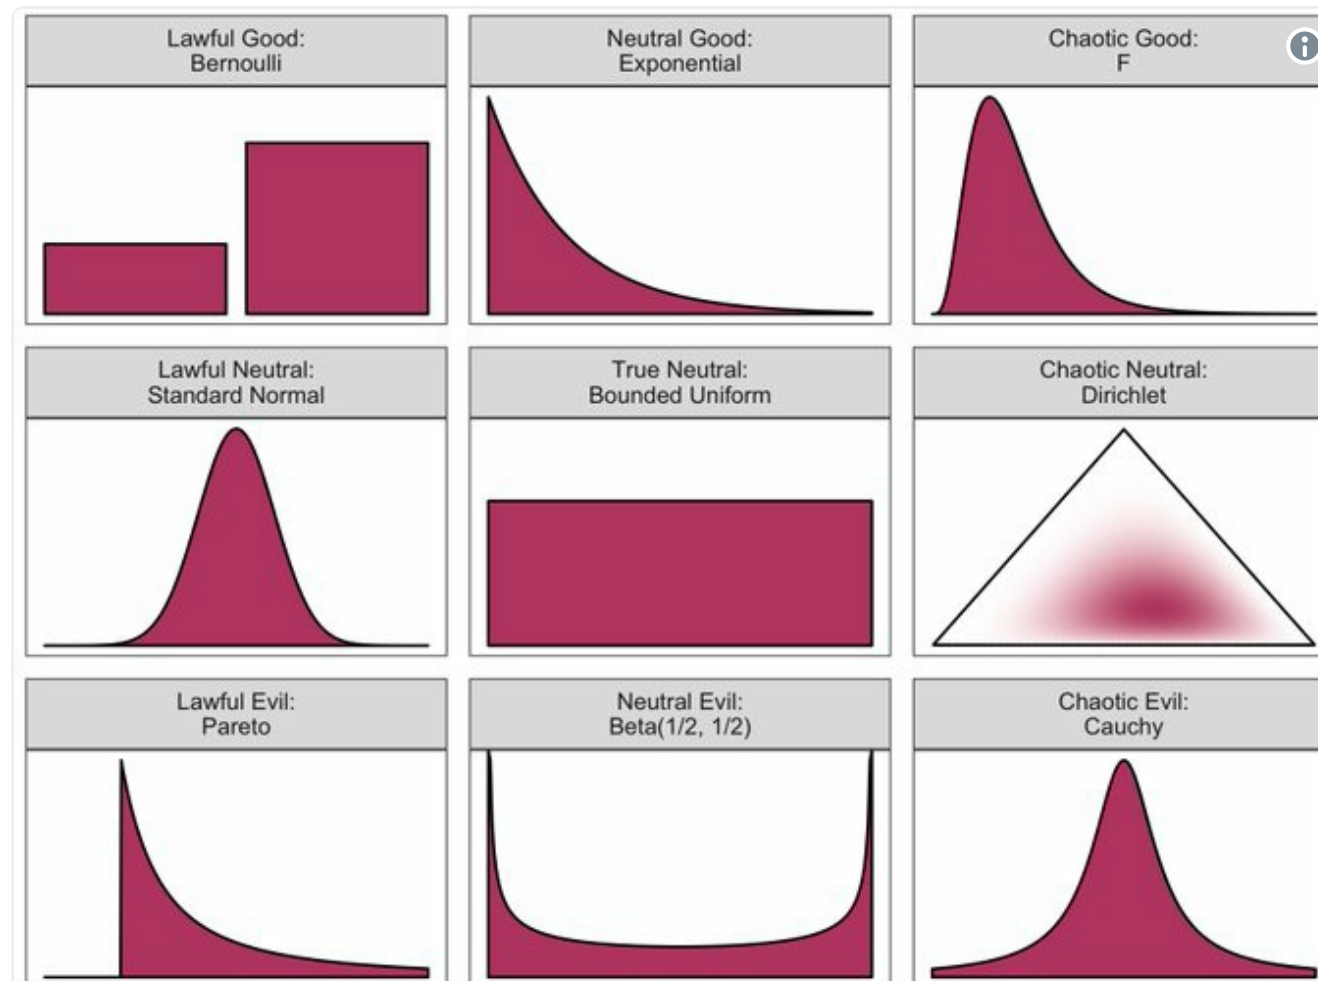 Lawful Good:
Bernoulli
Neutral Good:
Exponential
Chaotic Good:
F
Lawful Neutral:
Standard Normal
True Neutral:
Bounded Uniform
Chaotic Neutral:
Dirichlet
Lawful Evil:
Pareto
Neutral Evil:
Beta(1/2, 1/2)
Chaotic Evil:
Cauchy